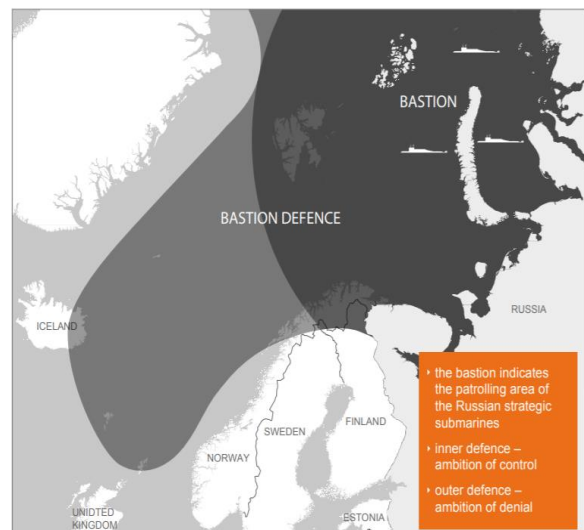 BASTION
BASTION DEFENCE
ICELAND
RUSSIA
‣ the bastion indicates
the patrolling area of
the Russian strategic
submarines
‣ inner defence –
ambition of control
‣ outer defence –
ambition of denial
FINLAND
SWEDEN
NORWAY
UNIDTED
KINGDOM
ESTONIA